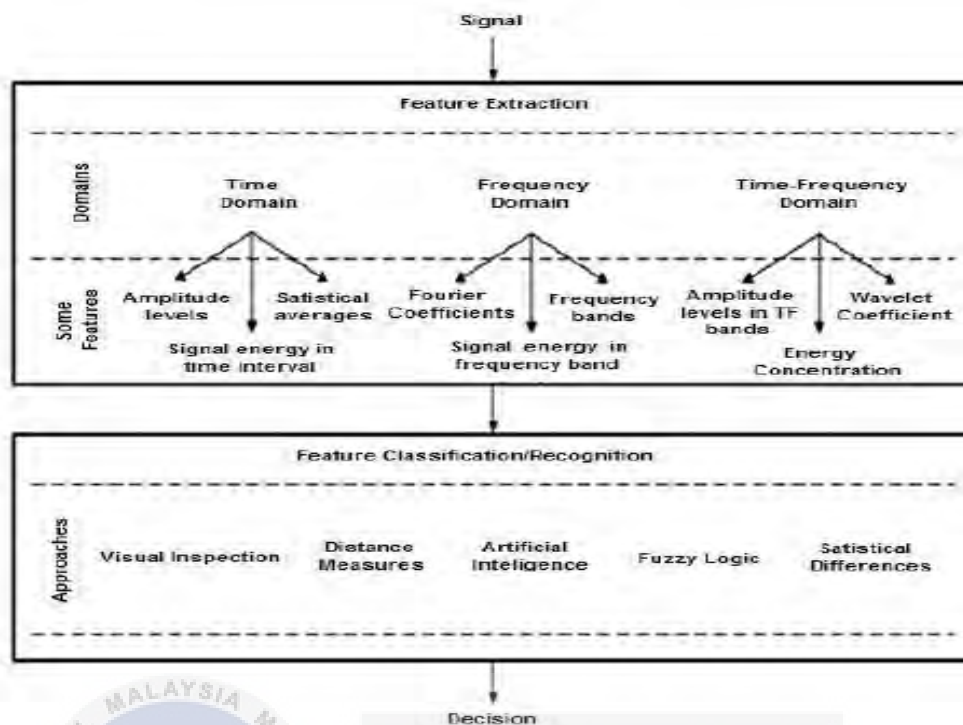 Signal
Feature Extraction
Domains
Time
Domain
Frequency
Domain
Time-Frequency
Domain
Some
Features
Amplitude
levels
Satistical
averages
Signal energy in
time interval
Fourier
Coefficients
Frequency
bands
Signal energy in
frequency band
Amplitude
levels in TF
bands
Wavelet
Coefficient
Energy
Concentration
Feature Classification/Recognition
Approaches
Visual Inspection
Distance
Measures
Artificial
Inteligence
Fuzzy Logic
Satistical
Differences
MALAYSIA
Decision